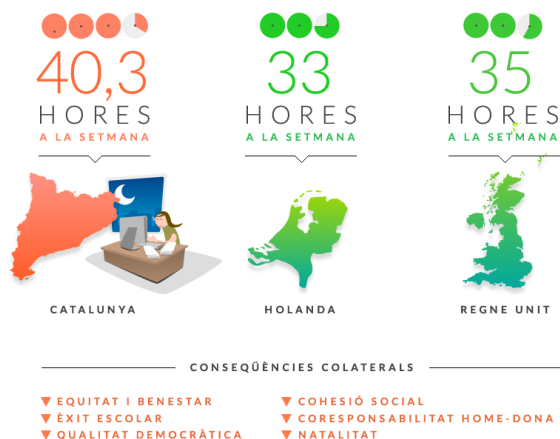 40,3
HORES
A LA SETMANA
33
HORES
A LA SETMANA
35
HORES
A LA SETMANA
CATALUNYA
HOLANDA
REGNE UNIT
CONSEQÜÈNCIES COLATERALS
▼ EQUITAT I BENESTAR
▼ ÈXIT ESCOLAR
▼ QUALITAT DEMOCRÀTICA
▼ COHESIÓ SOCIAL
▼ CORESPONSABILITAT HOME-DONA
▼ NATALITAT